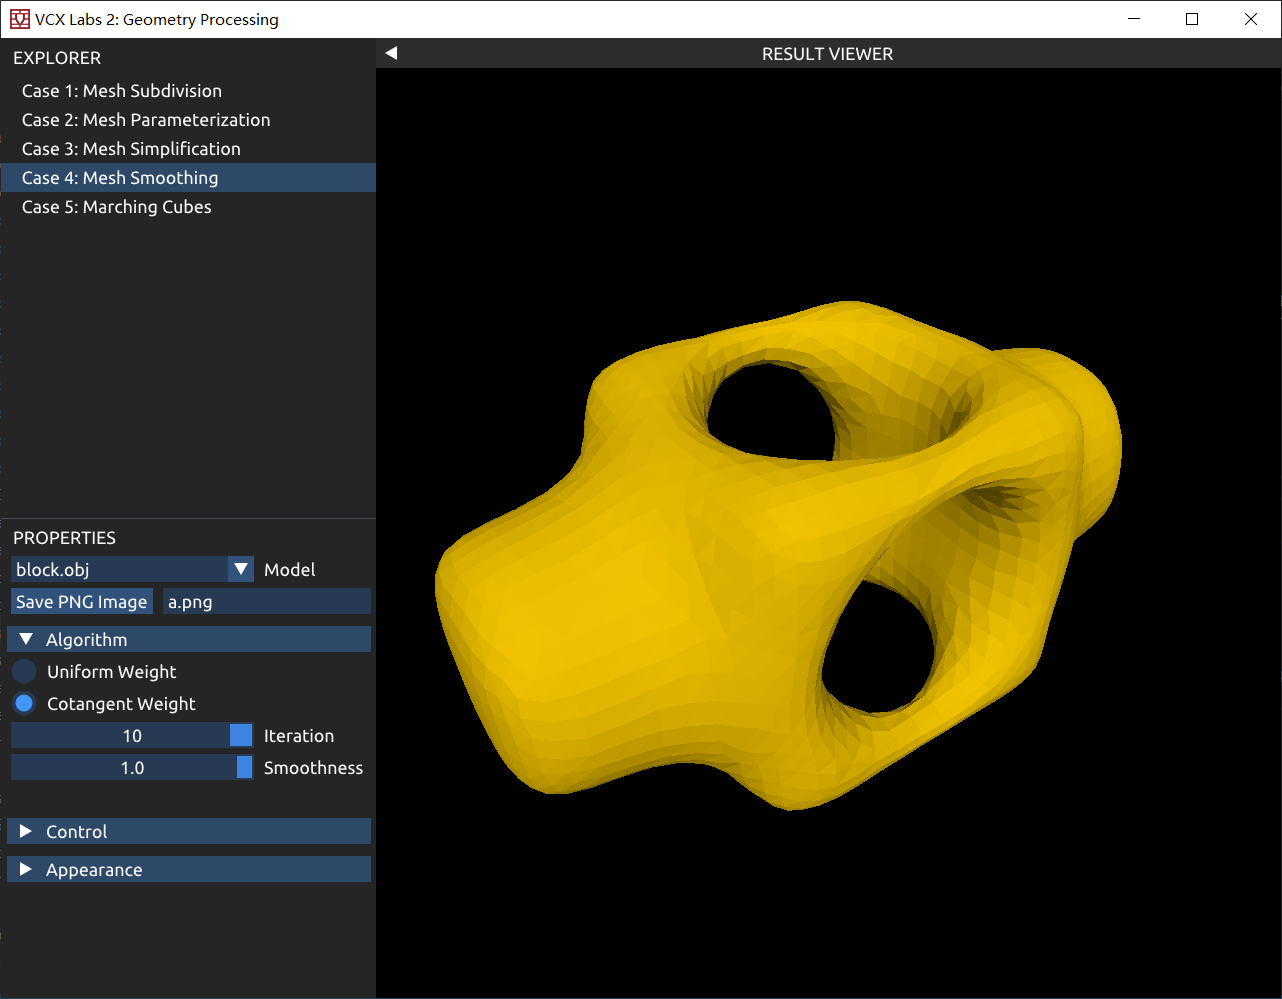 VCX Labs 2: Geometry Processing
EXPLORER
Case 1: Mesh Subdivision
Case 2: Mesh Parameterization
Case 3: Mesh Simplification
Case 4: Mesh Smoothing
Case 5: Marching Cubes
PROPERTIES
block.obj Model
Save PNG Image a.png
Algorithm
Uniform Weight
Cotangent Weight
10 Iteration
1.0 Smoothness
Control
Appearance
RESULT VIEWER